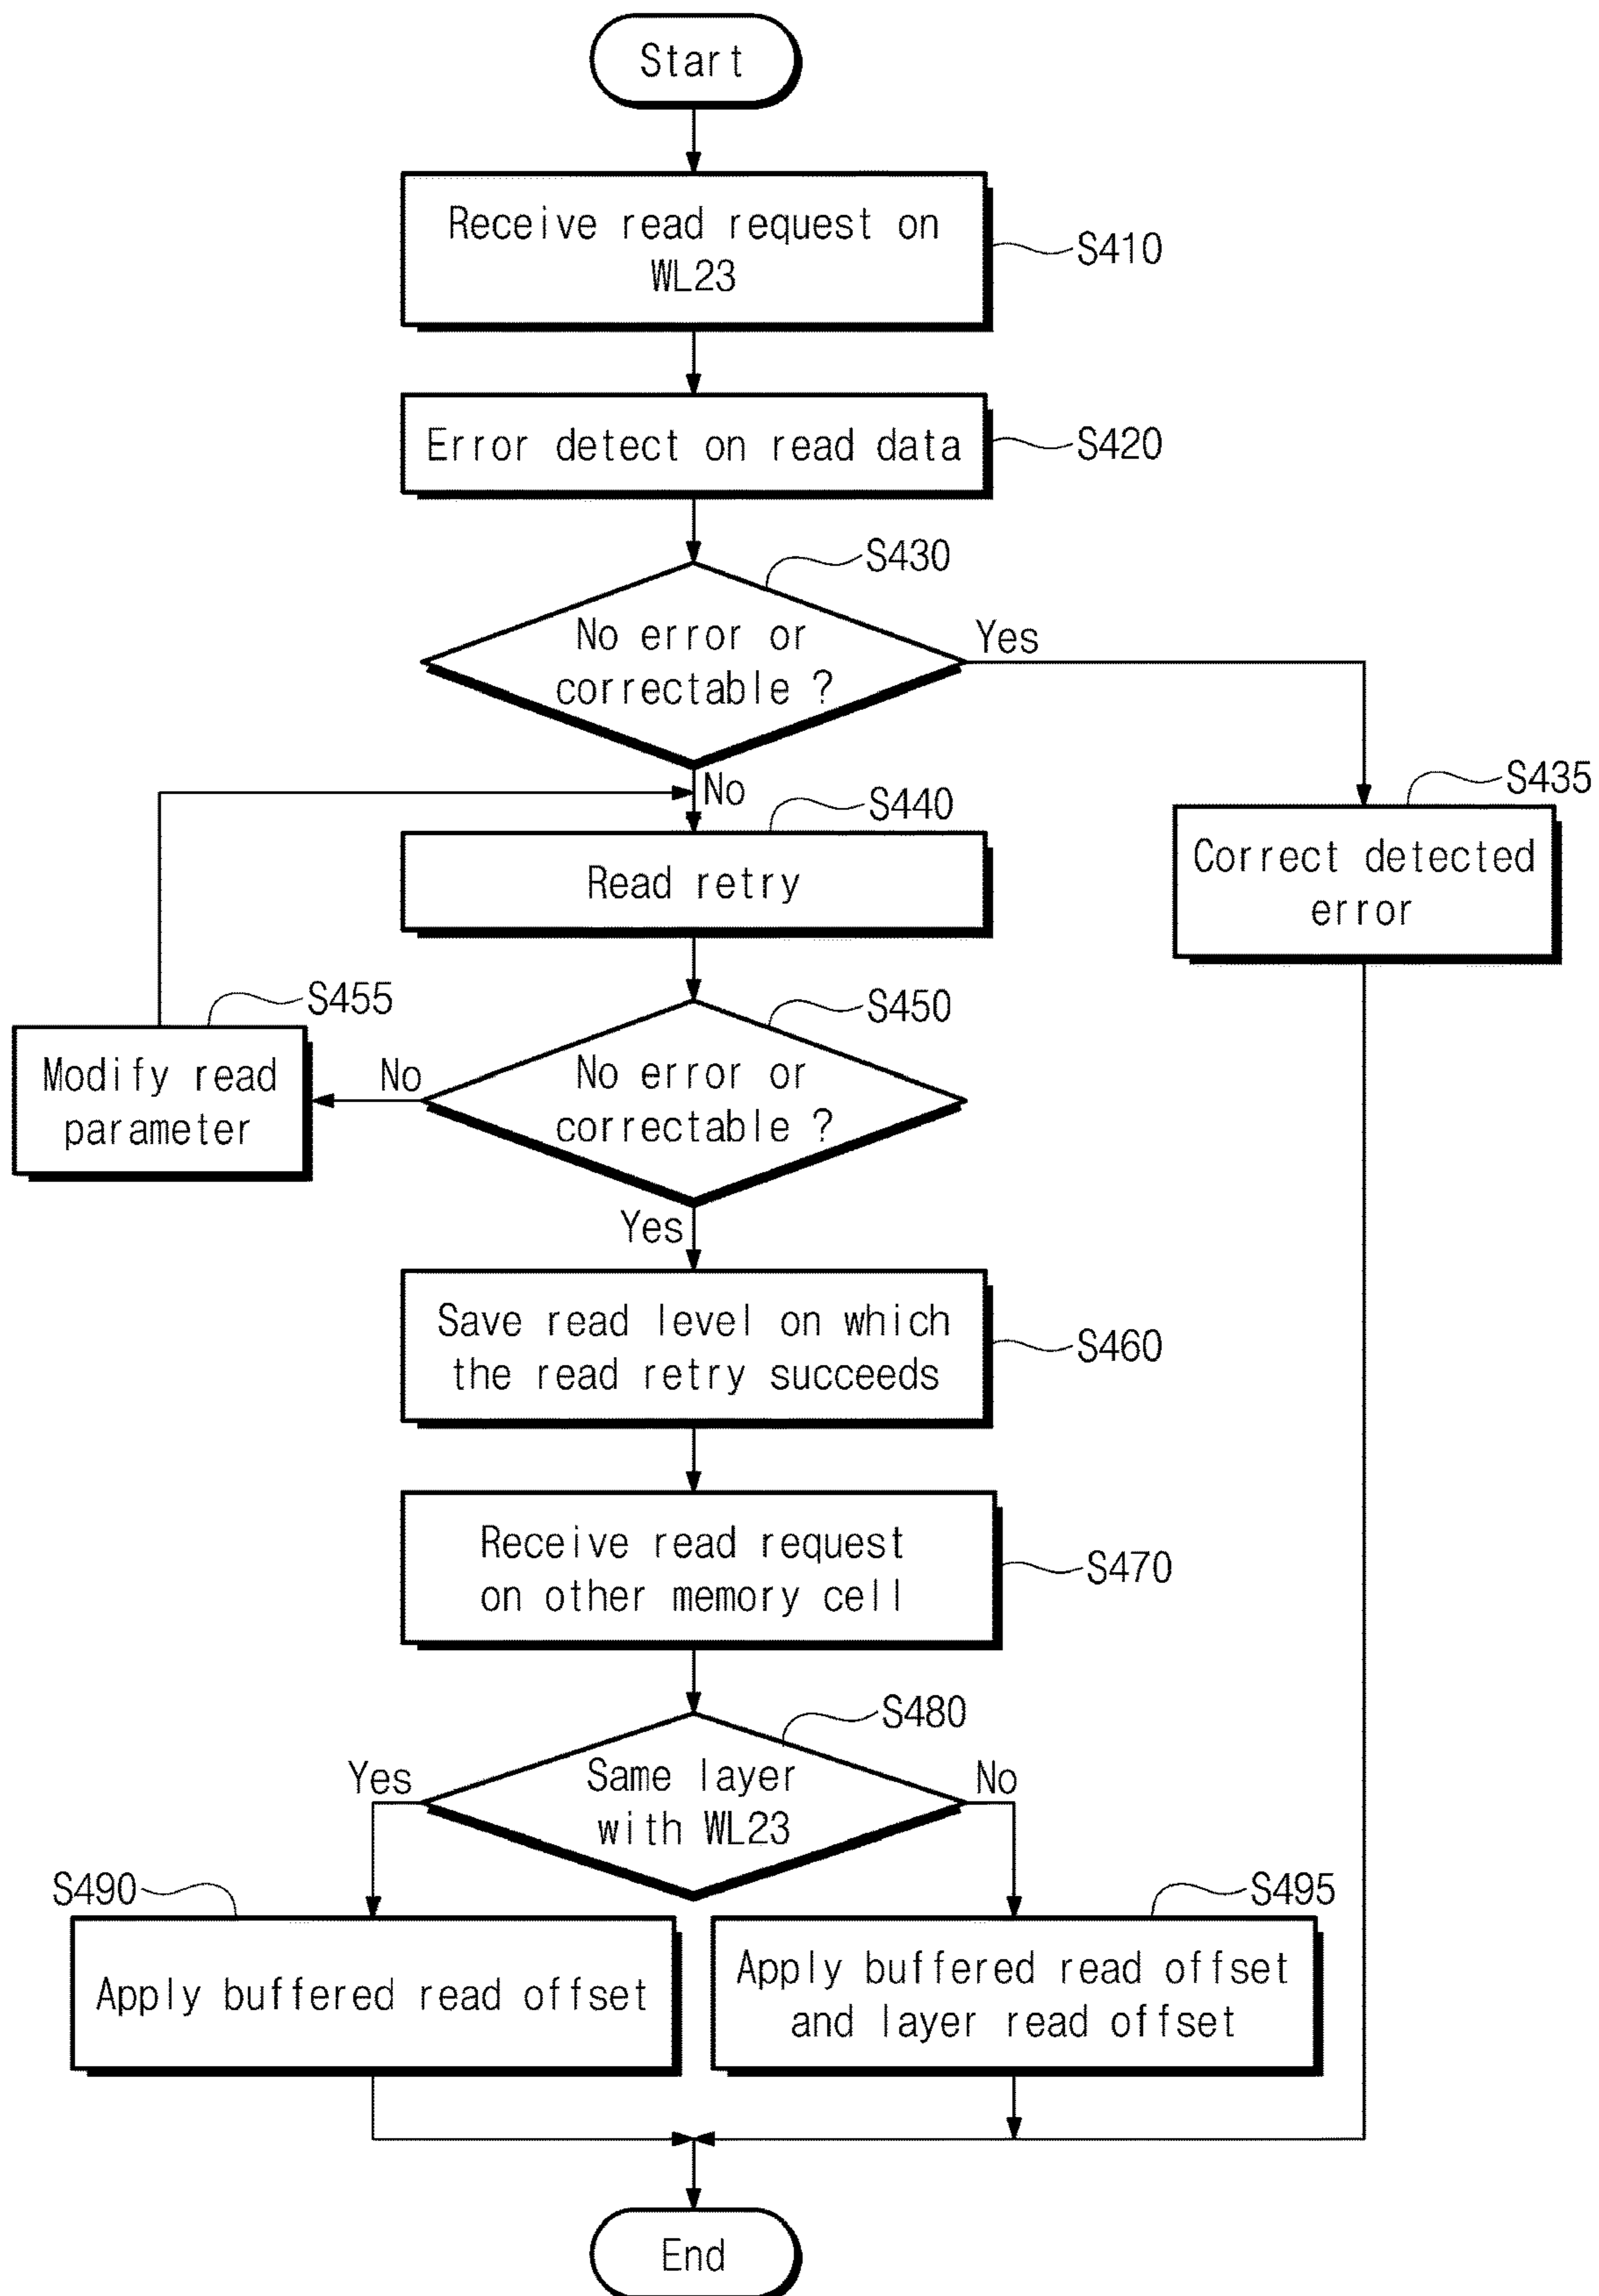 Start
Receive read request on
WL23
S410
Error detect on read data
S420
S430
No error or
correctable ?
Yes
No
S440
S435
Read retry
Correct detected
error
S455
S450
Modify read
parameter
No
No error or
correctable ?
Yes
Save read level on which
the read retry succeeds
S460
Receive read request
on other memory cell
S470
S480
Yes
Same layer
with WL23
No
S490
S495
Apply buffered read offset
Apply buffered read offset
and layer read offset
End